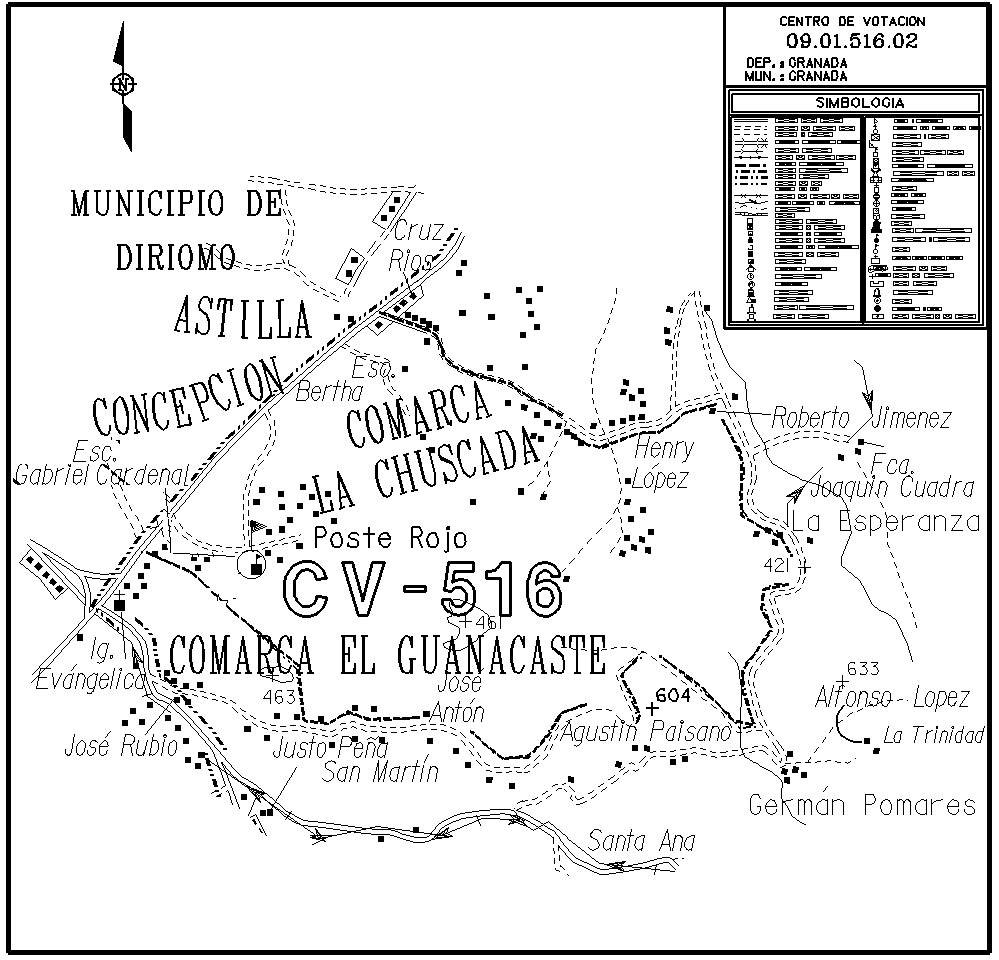 CENTRO DE VOTACION
09.01.516.02
DEP. : GRANADA
MUN. : GRANADA
SIMBOLOGIA
N
MUNICIPIO DE
DIRIOMO
Cruz
Rios
ASTILLA
CONCEPCION
Esc.
Bertha
COMARCA
LA CHUSCADA
Roberto Jimenez
Henry
López
Esc.
Gabriel Cardenal
Fca.
Joaquín Cuadra
La Esperanza
Poste Rojo
421
CV-516
461
COMARCA EL GUANACASTE
Ig.
Evángelica
463
José
Antón
604
633
Alfonso Lopez
La Trinidad
José Rubio
Justo Peña
San Martín
Agustin Paisano
Germán Pomares
Santa Ana